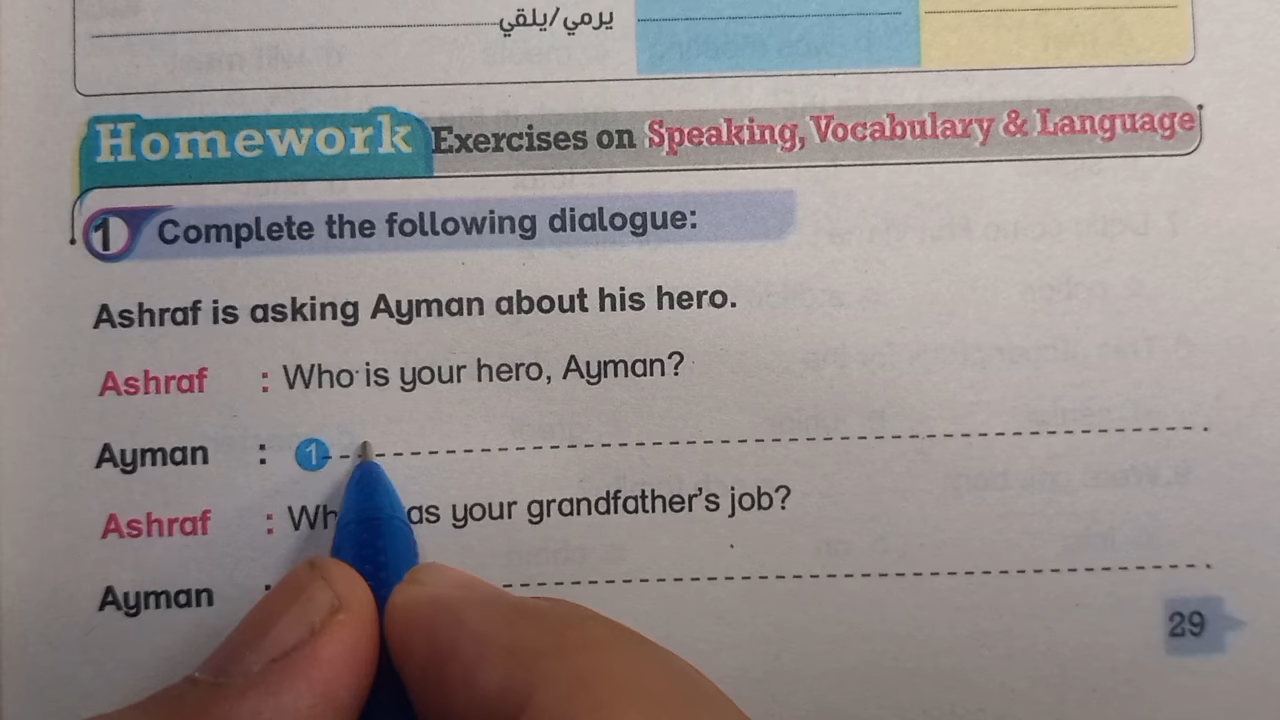 يرمي/يلقي
Homework Exercises on Speaking, Vocabulary & Language
1 Complete the following dialogue:
Ashraf is asking Ayman about his hero.
Ashraf : Who is your hero, Ayman?
Ayman : 1
Ashraf : Wh as your grandfather's job?
Ayman :
29